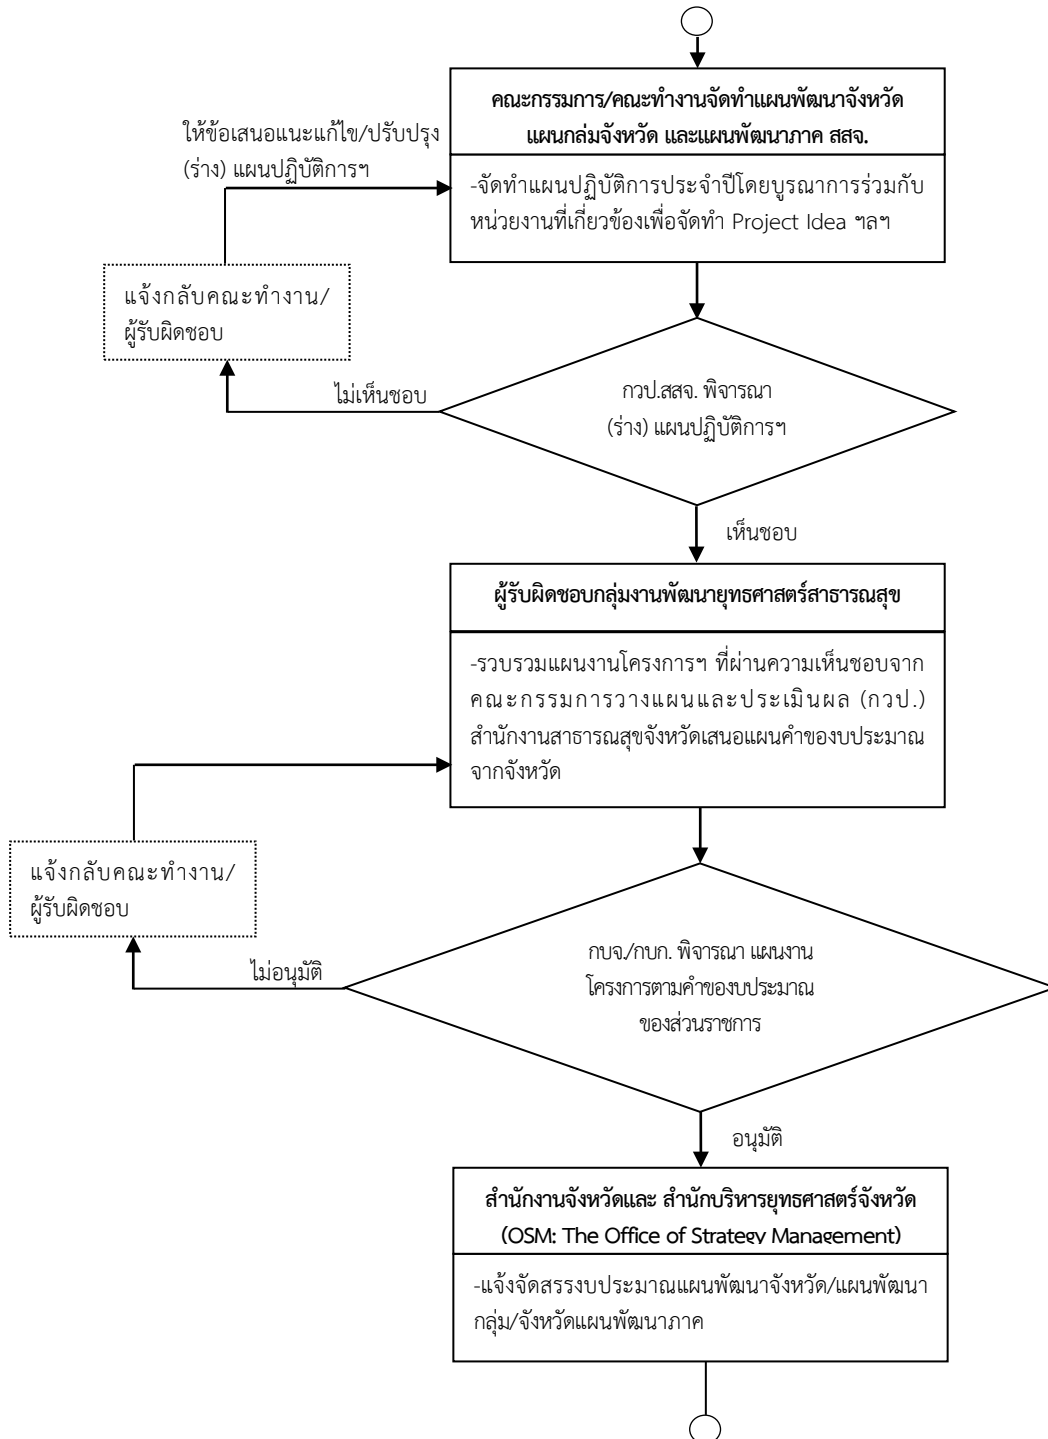 คณะกรรมการ/คณะทำงานจัดทำแผนพัฒนาจังหวัด
แผนกลุ่มจังหวัด และแผนพัฒนาภาค สสจ.
ให้ข้อเสนอแนะแก้ไข/ปรับปรุง
(ร่าง) แผนปฏิบัติการฯ
-จัดทำแผนปฏิบัติการประจำปีโดยบูรณาการร่วมกับ
หน่วยงานที่เกี่ยวข้องเพื่อจัดทำ Project Idea ฯลฯ
แจ้งกลับคณะทำงาน/
ผู้รับผิดชอบ
ไม่เห็นชอบ
กวป.สสจ. พิจารณา
(ร่าง) แผนปฏิบัติการฯ
เห็นชอบ
ผู้รับผิดชอบกลุ่มงานพัฒนายุทธศาสตร์สาธารณสุข
-รวบรวมแผนงานโครงการฯ ที่ผ่านความเห็นชอบจาก
คณะกรรมการวางแผนและประเมินผล (กวป.)
สำนักงานสาธารณสุขจังหวัดเสนอแผนคำของบประมาณ
จากจังหวัด
แจ้งกลับคณะทำงาน/
ผู้รับผิดชอบ
ไม่อนุมัติ
กบจ./กบก. พิจารณา แผนงาน
โครงการตามคำของบประมาณ
ของส่วนราชการ
อนุมัติ
สำนักงานจังหวัดและ สำนักบริหารยุทธศาสตร์จังหวัด
(OSM: The Office of Strategy Management)
-แจ้งจัดสรรงบประมาณแผนพัฒนาจังหวัด/แผนพัฒนา
กลุ่ม/จังหวัดแผนพัฒนาภาค